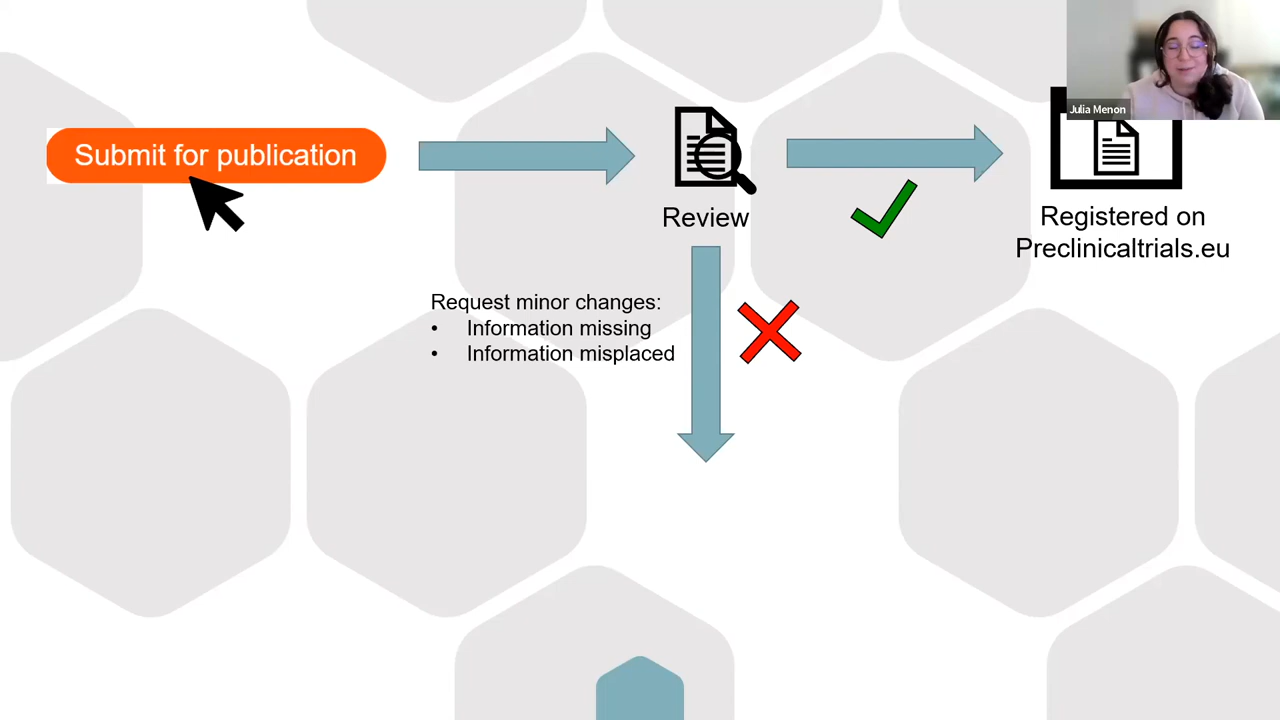 Julia Menon
Submit for publication
Review
Registered on
Preclinicaltrials.eu
Request minor changes:
• Information missing
• Information misplaced